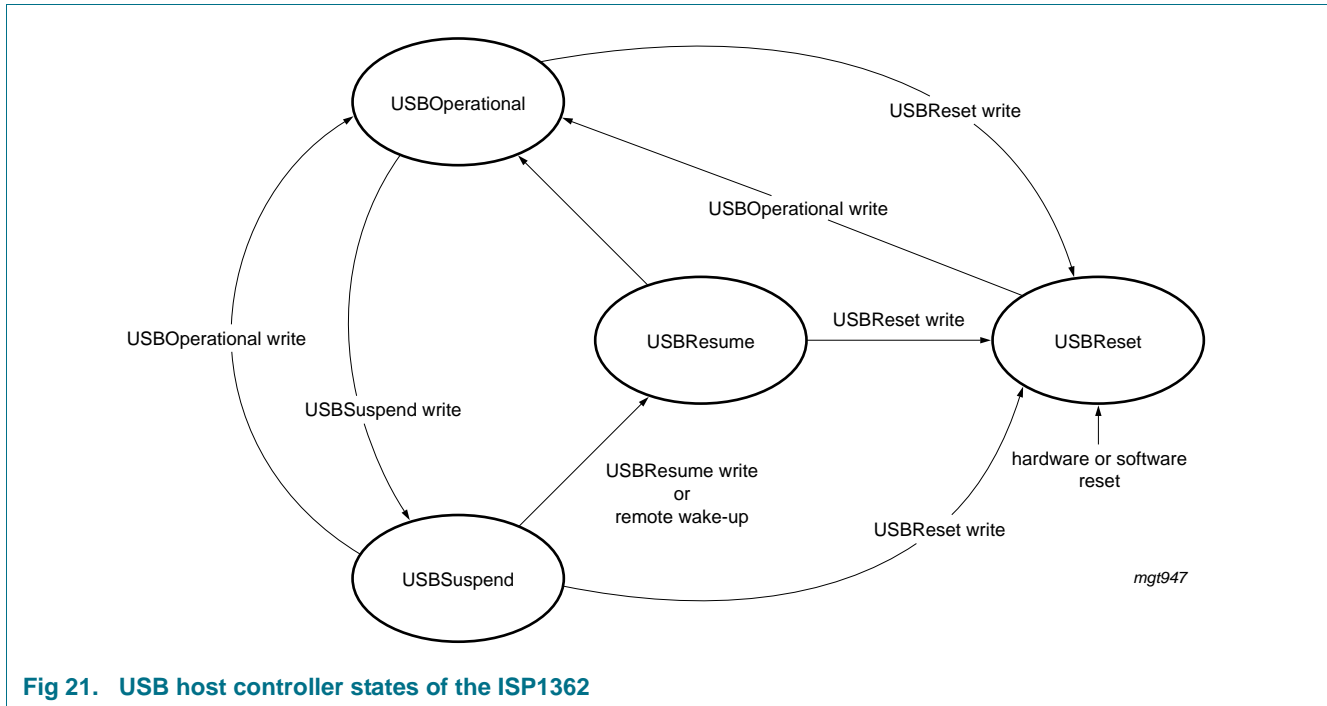 USBOperational
USBReset write
USBOperational write
USBOperational write
USBResume
USBReset write
USBReset
USBSuspend write
hardware or software
reset
USBResume write
or
remote wake-up
USBReset write
USBSuspend
mgt947
Fig 21. USB host controller states of the ISP1362